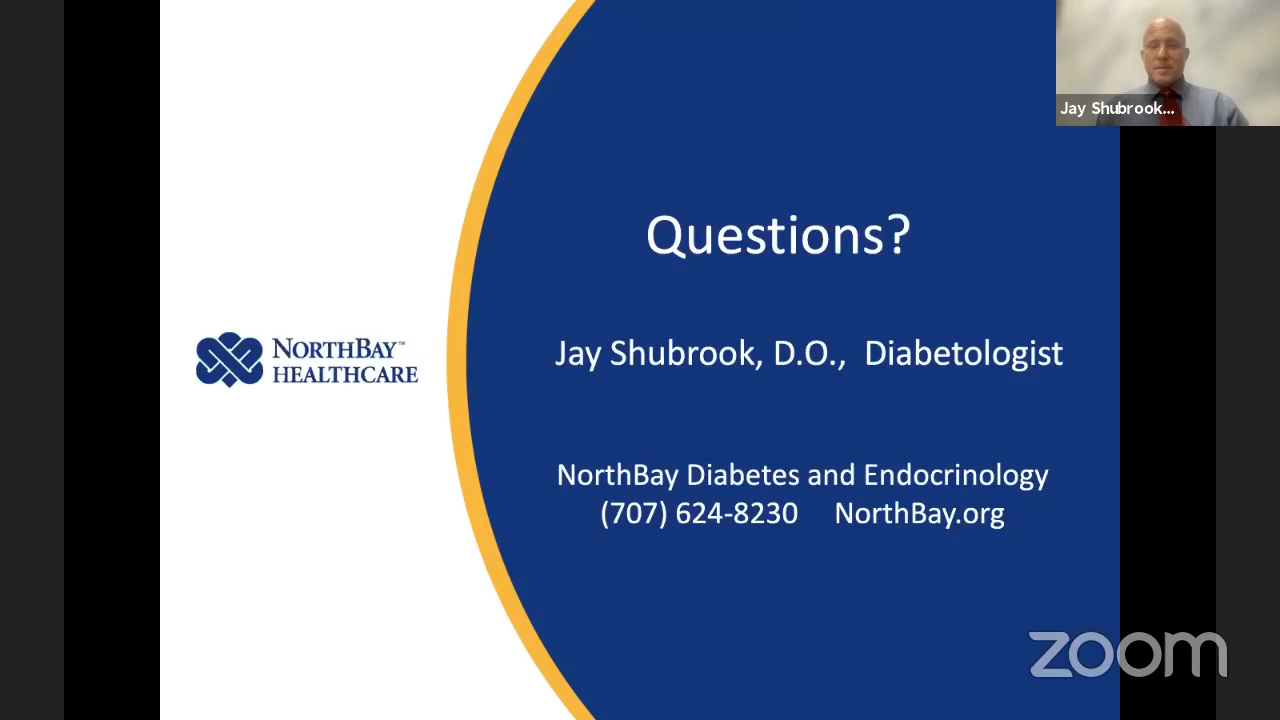 Jay Shubrook...
Questions?
NORTHBAY™
HEALTHCARE
Jay Shubrook, D.O., Diabetologist
NorthBay Diabetes and Endocrinology
(707) 624-8230 NorthBay.org
zoom